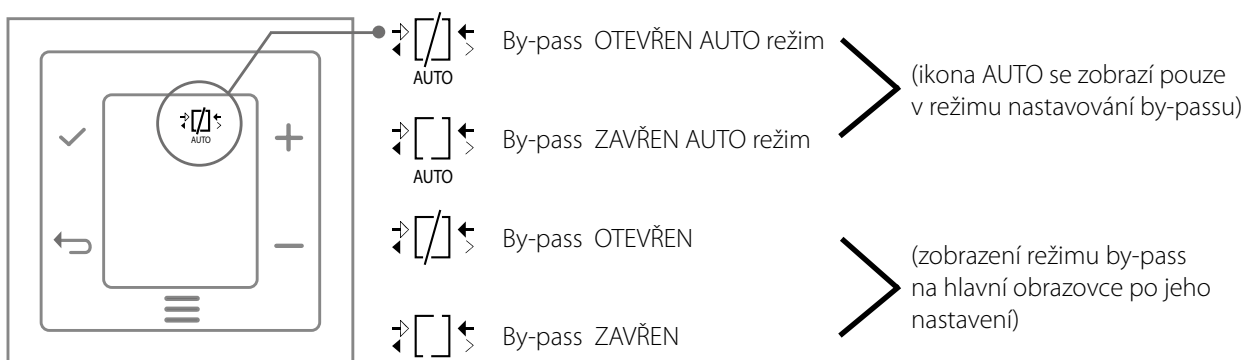 AUTO
By-pass OTEVŘEN AUTO režim
AUTO
By-pass ZAVŘEN AUTO režim
AUTO
(ikona AUTO se zobrazí pouze
v režimu nastavování by-passu)
By-pass OTEVŘEN
By-pass ZAVŘEN
(zobrazení režimu by-pass
na hlavní obrazovce po jeho
nastavení)